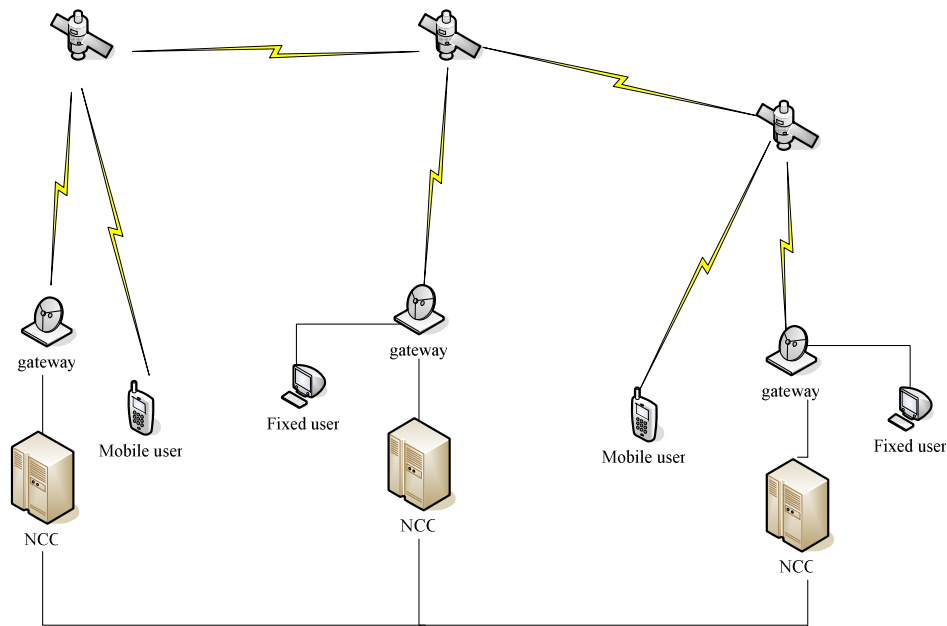 gateway
gateway
gateway
Mobile user
Fixed user
Mobile user
Fixed user
NCC
NCC
NCC